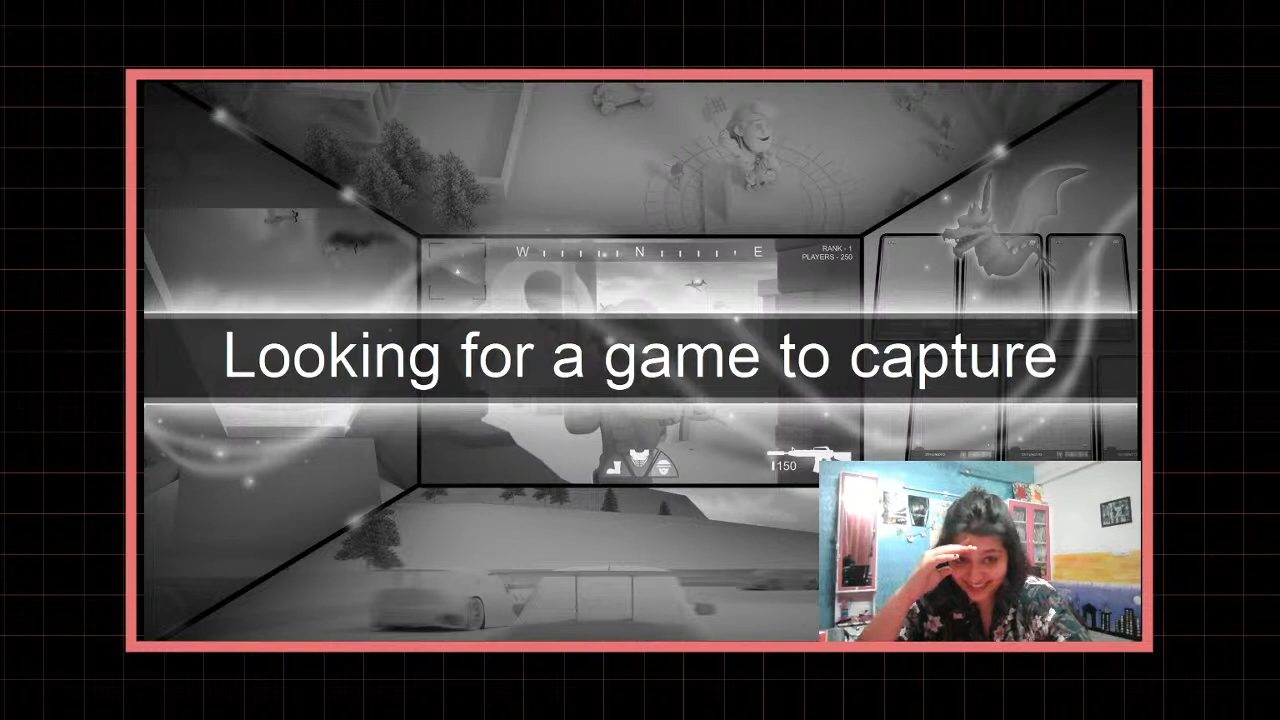 W N E
RANK - 1
PLAYERS - 250
Looking for a game to capture
150